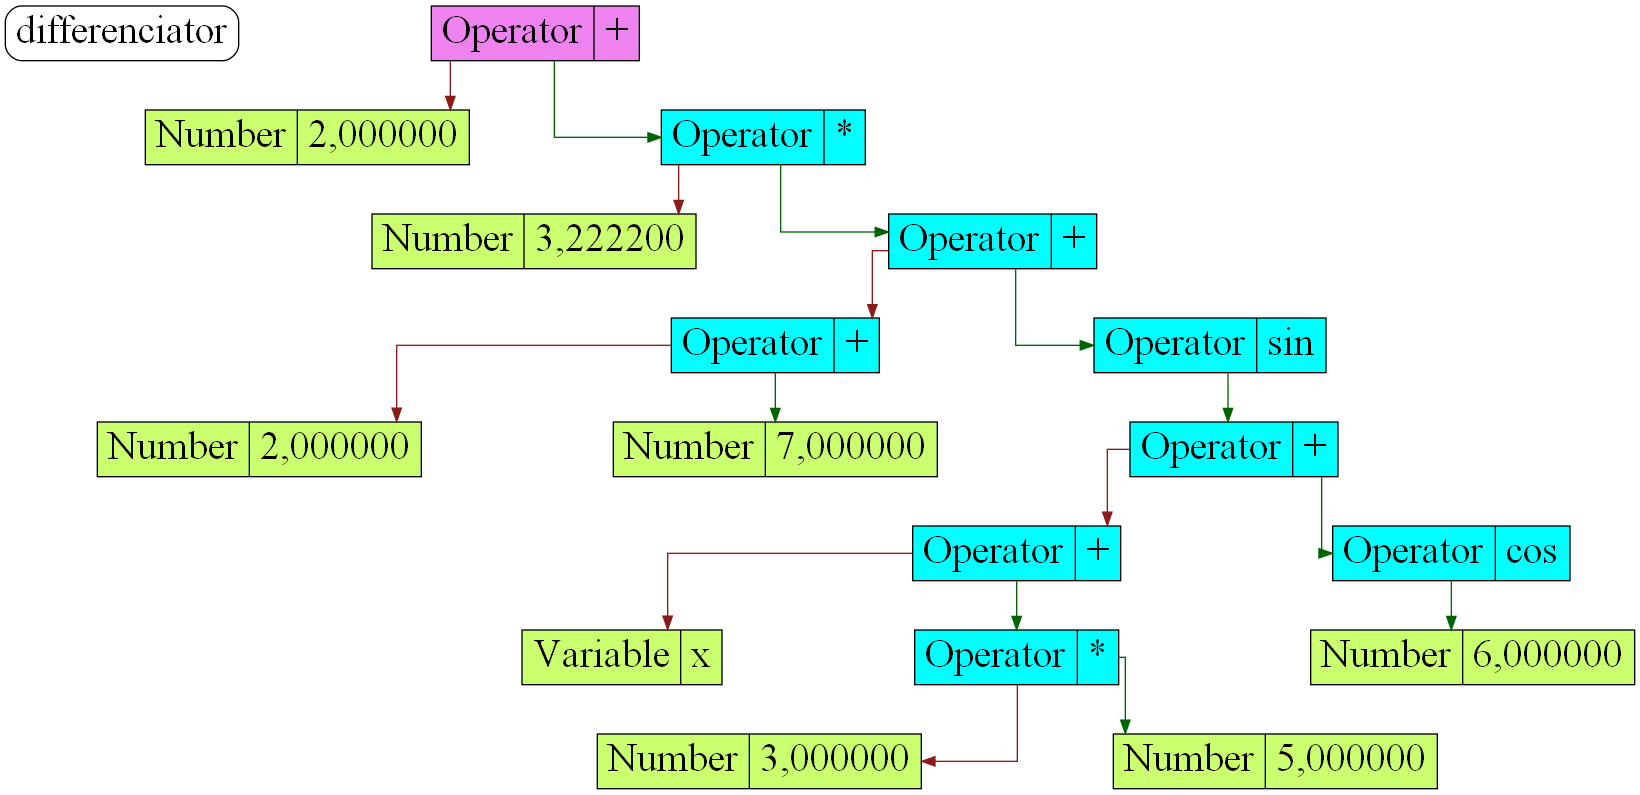 differenciator
Operator +
Number 2,000000
Operator *
Number 3,222200
Operator +
Operator +
Operator sin
Number 2,000000
Number 7,000000
Operator +
Operator +
Operator cos
Variable x
Operator *
Number 6,000000
Number 3,000000
Number 5,000000